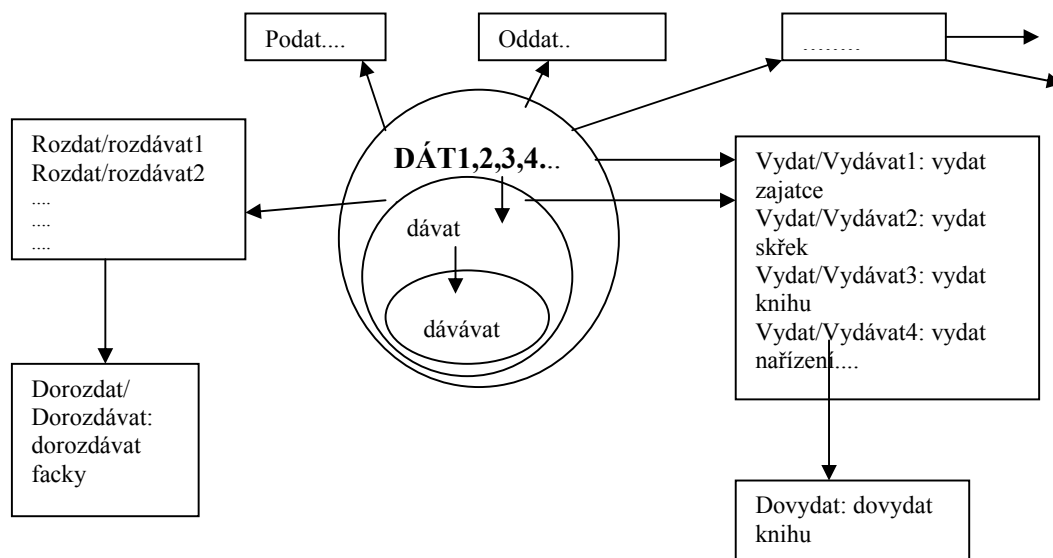 Podat....
Oddat..
........
Rozdat/rozdávat1
Rozdat/rozdávat2
....
....
....
DÁT1,2,3,4...
dávat
dávávat
Vydat/Vydávat1: vydat
zajatce
Vydat/Vydávat2: vydat
skřek
Vydat/Vydávat3: vydat
knihu
Vydat/Vydávat4: vydat
nařízení....
Dorozdat/
Dorozdávat:
dorozdávat
facky
Dovydat: dovydat
knihu